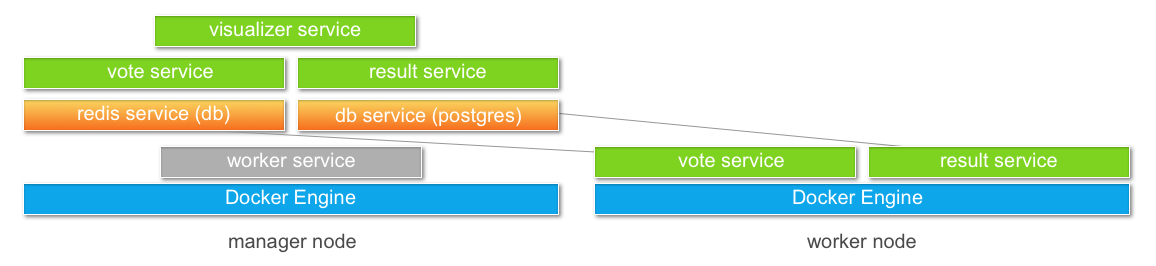 visualizer service
vote service
result service
redis service (db)
db service (postgres)
worker service
Docker Engine
manager node
vote service
result service
Docker Engine
worker node